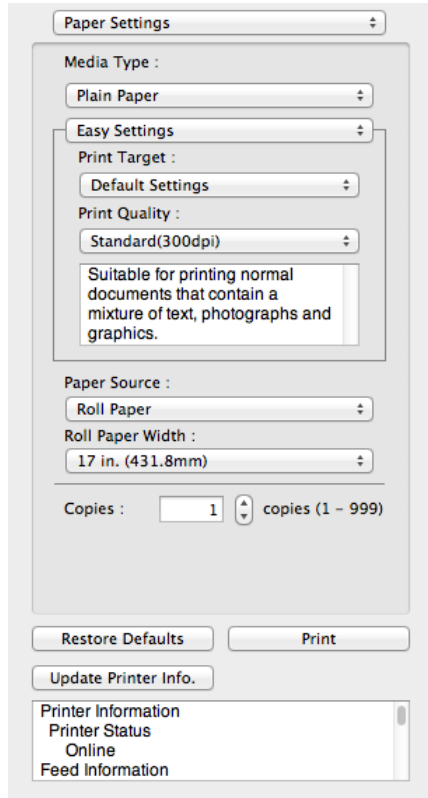 Paper Settings
Media Type :
Plain Paper
Easy Settings
Print Target :
Default Settings
Print Quality :
Standard(300dpi)
Suitable for printing normal
documents that contain a
mixture of text, photographs and
graphics.
Paper Source :
Roll Paper
Roll Paper Width :
17 in. (431.8mm)
Copies : 1 copies (1 – 999)
Restore Defaults Print
Update Printer Info.
Printer Information
Printer Status
Online
Feed Information